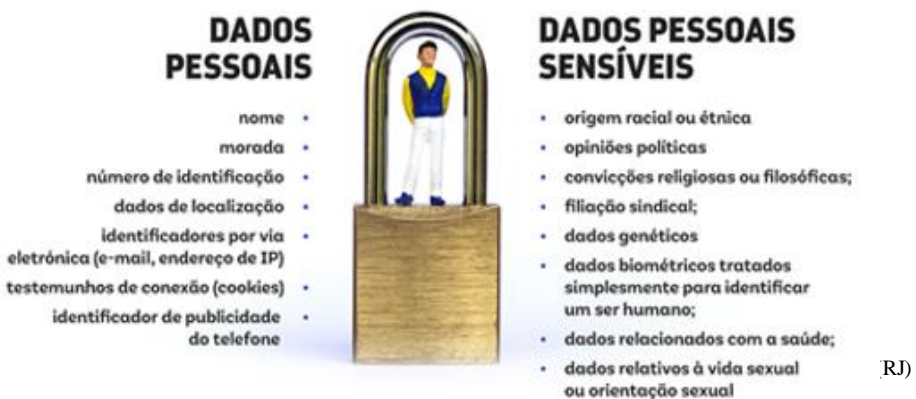 DADOS
PESSOAIS
nome •
morada •
número de identificação •
dados de localização •
identificadores por via •
eletrónica (e-mail, endereço de IP)
testemunhos de conexão (cookies) •
identificador de publicidade •
do telefone
DADOS PESSOAIS
SENSÍVEIS
• origem racial ou étnica
• opiniões políticas
• convicções religiosas ou filosóficas;
• filiação sindical;
• dados genéticos
• dados biométricos tratados
simplesmente para identificar
um ser humano;
• dados relacionados com a saúde;
• dados relativos à vida sexual
ou orientação sexual
RJ)